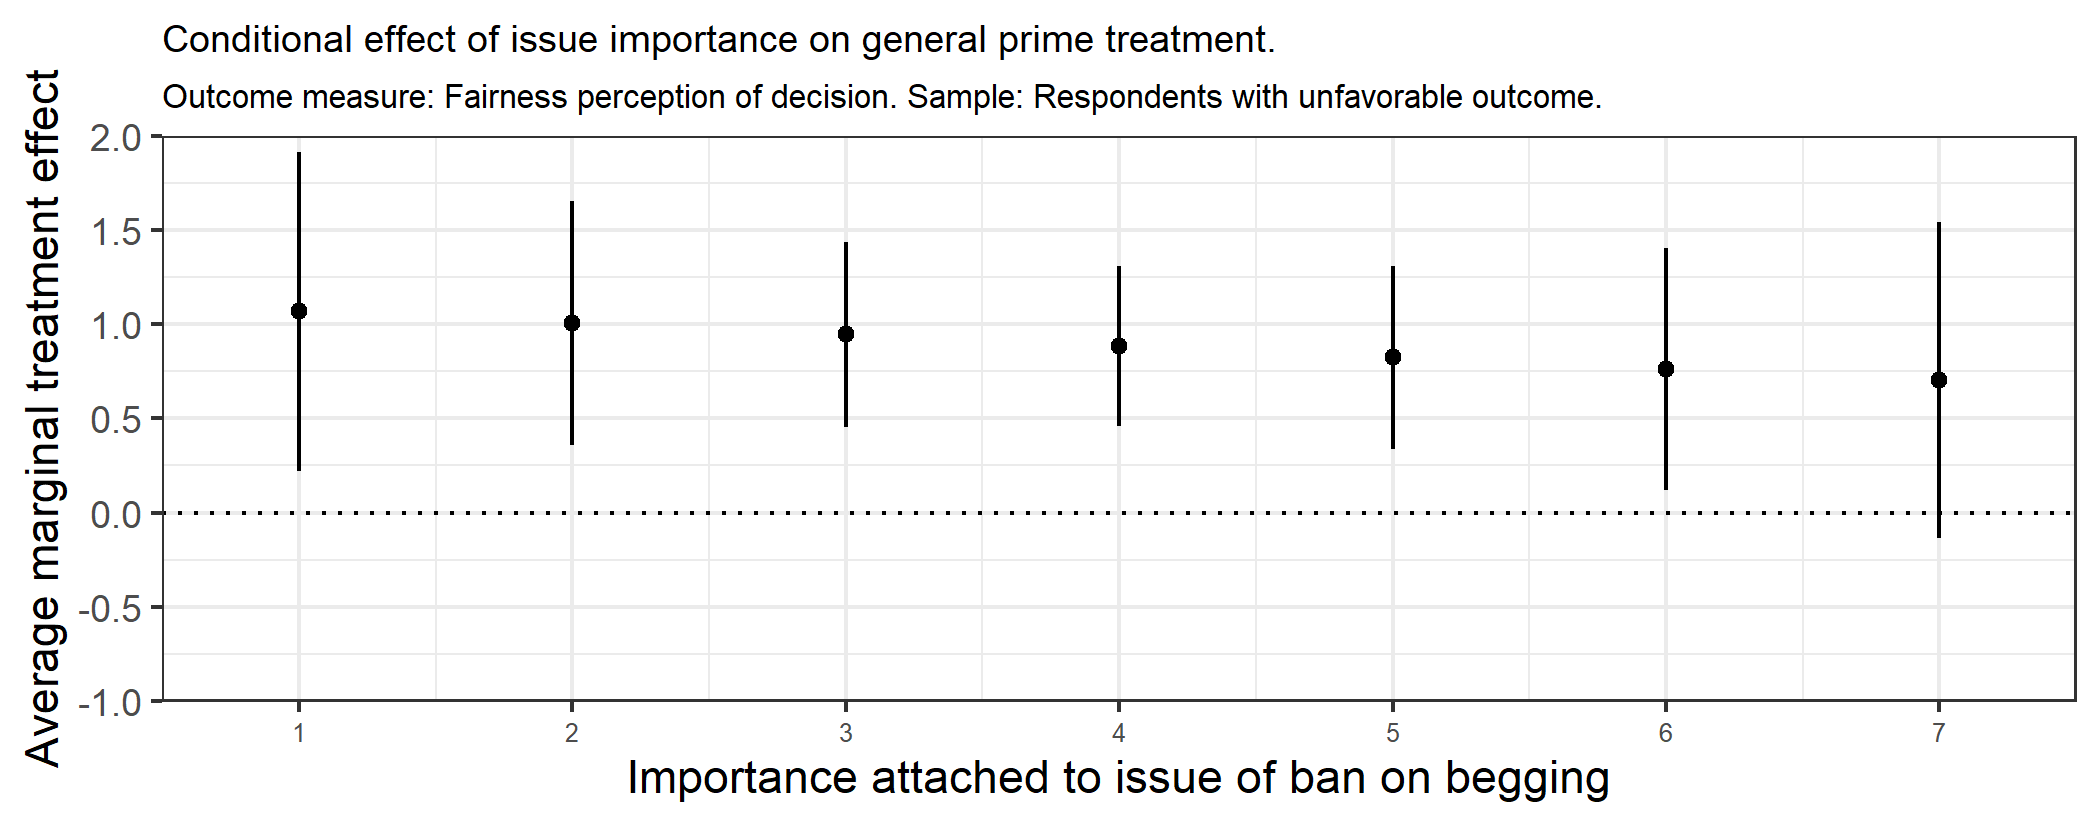 Conditional effect of issue importance on general prime treatment.
Outcome measure: Fairness perception of decision. Sample: Respondents with unfavorable outcome.
Average marginal treatment effect
2.0
1.5
1.0
0.5
0.0
-0.5
-1.0
1 2 3 4 5 6 7
Importance attached to issue of ban on begging